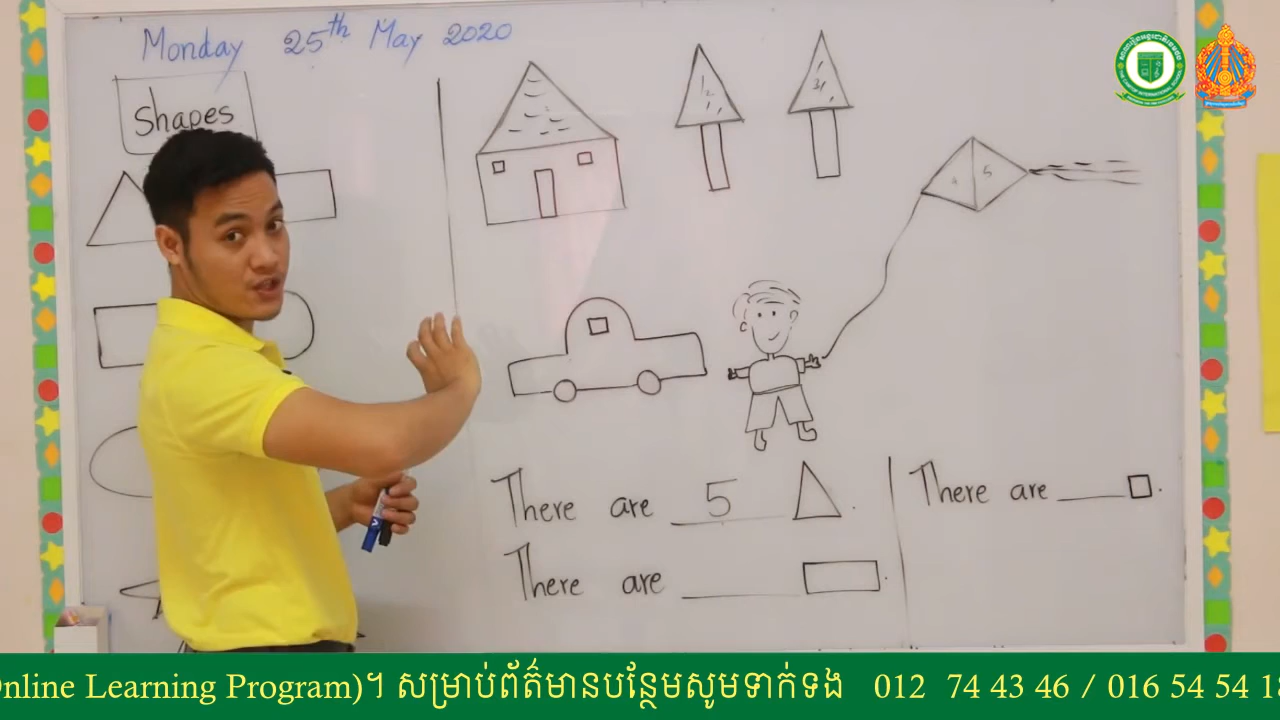 Monday 25th May 2020
Shapes
There are 5 .
There are .
There are .
Online Learning Program)។ សម្រាប់ព័ត៌មានបន្ថែមសូមទាក់ទង 012 74 43 46 / 016 54 54 18